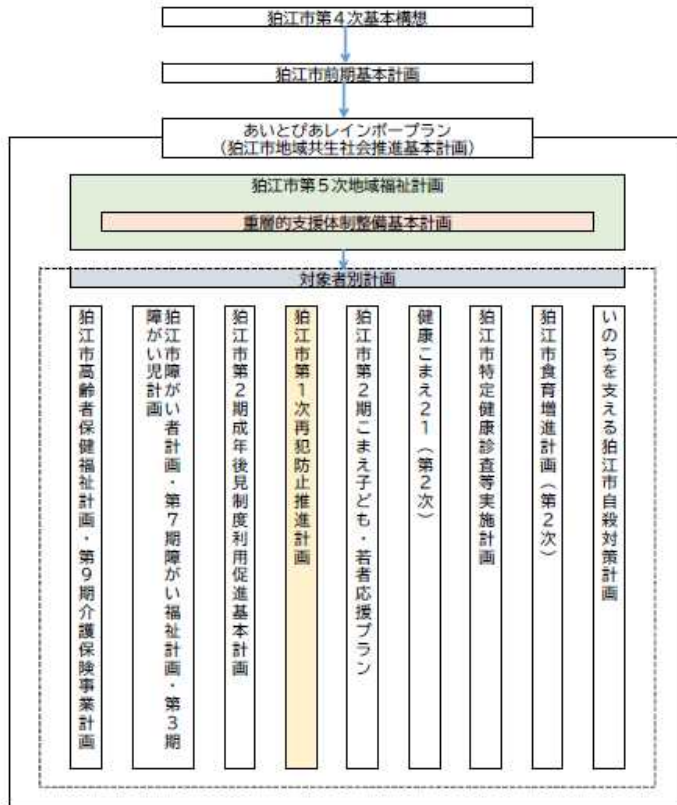 狛江市第4次基本構想
狛江市前期基本計画
あいとぴあレインボープラン
（狛江市地域共生社会推進基本計画）
狛江市第5次地域福祉計画
重層的支援体制整備基本計画
対象者別計画
狛江市高齢者保健福祉計画・第9期介護保険事業計画
狛江市障がい者計画・第7期障がい福祉計画・第3期
障がい児計画
狛江市第2期成年後見制度利用促進基本計画
狛江市第1次再犯防止推進計画
狛江市第2期こまえ子ども・若者応援プラン
健康こまえ21（第2次）
狛江市特定健康診査等実施計画
狛江市食育増進計画（第2次）
いのちを支える狛江市自殺対策計画